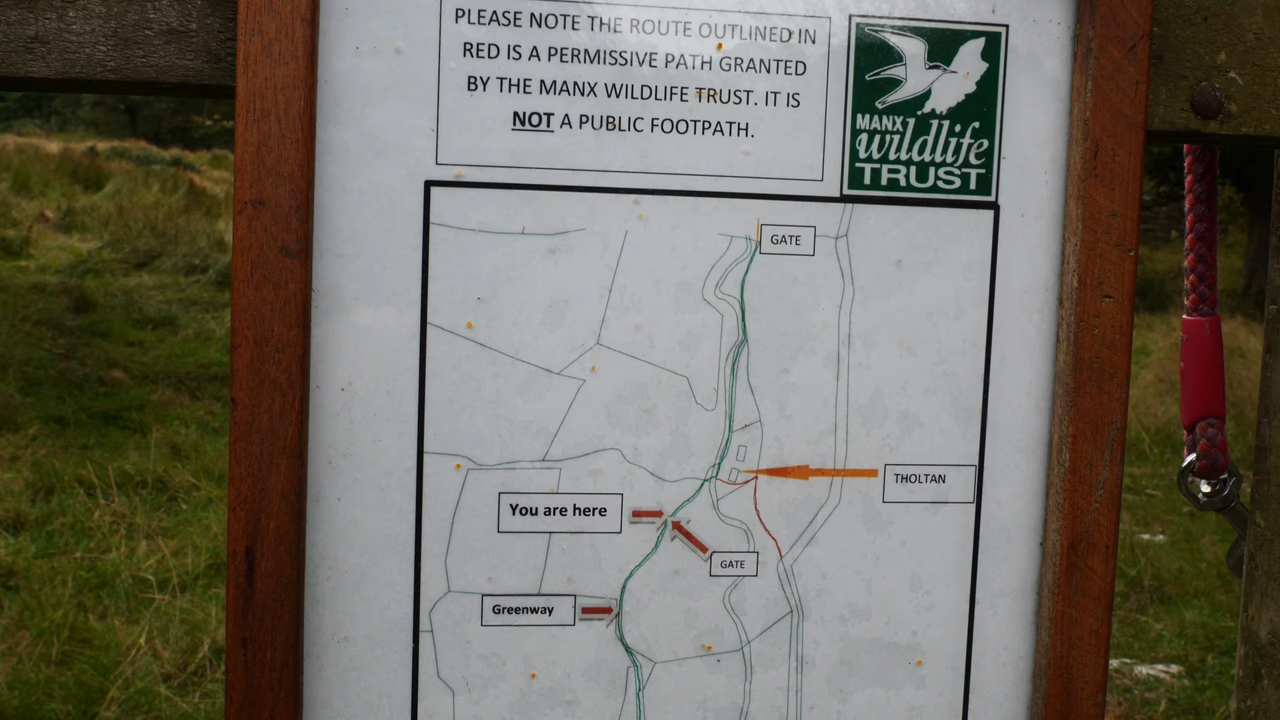 PLEASE NOTE THE ROUTE OUTLINED IN
RED IS A PERMISSIVE PATH GRANTED
BY THE MANX WILDLIFE TRUST. IT IS
NOT A PUBLIC FOOTPATH.
MANX
wildlife
TRUST
GATE
THOLTAN
You are here
GATE
Greenway